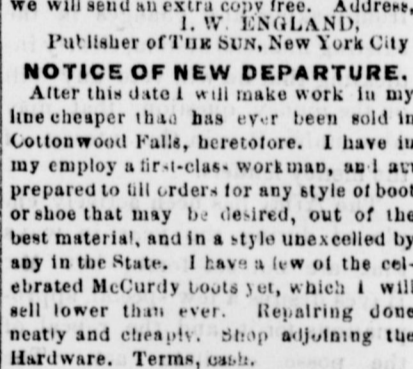 we will send an extra copy free. Address,
I. W. ENGLAND,
Publisher of THE SUN, New York City
NOTICE OF NEW DEPARTURE.
After this date I will make work in my
line cheaper than has ever been sold in
Cottonwood Falls, heretofore. I have in
my employ a first-class workman, and am
prepared to fill orders for any style of boot
or shoe that may be desired, out of the
best material, and in a style unexcelled by
any in the State. I have a few of the cel-
ebrated McCurdy boots yet, which I will
sell lower than ever. Repairing done
neatly and cheaply. Shop adjoining the
Hardware. Terms, cash.